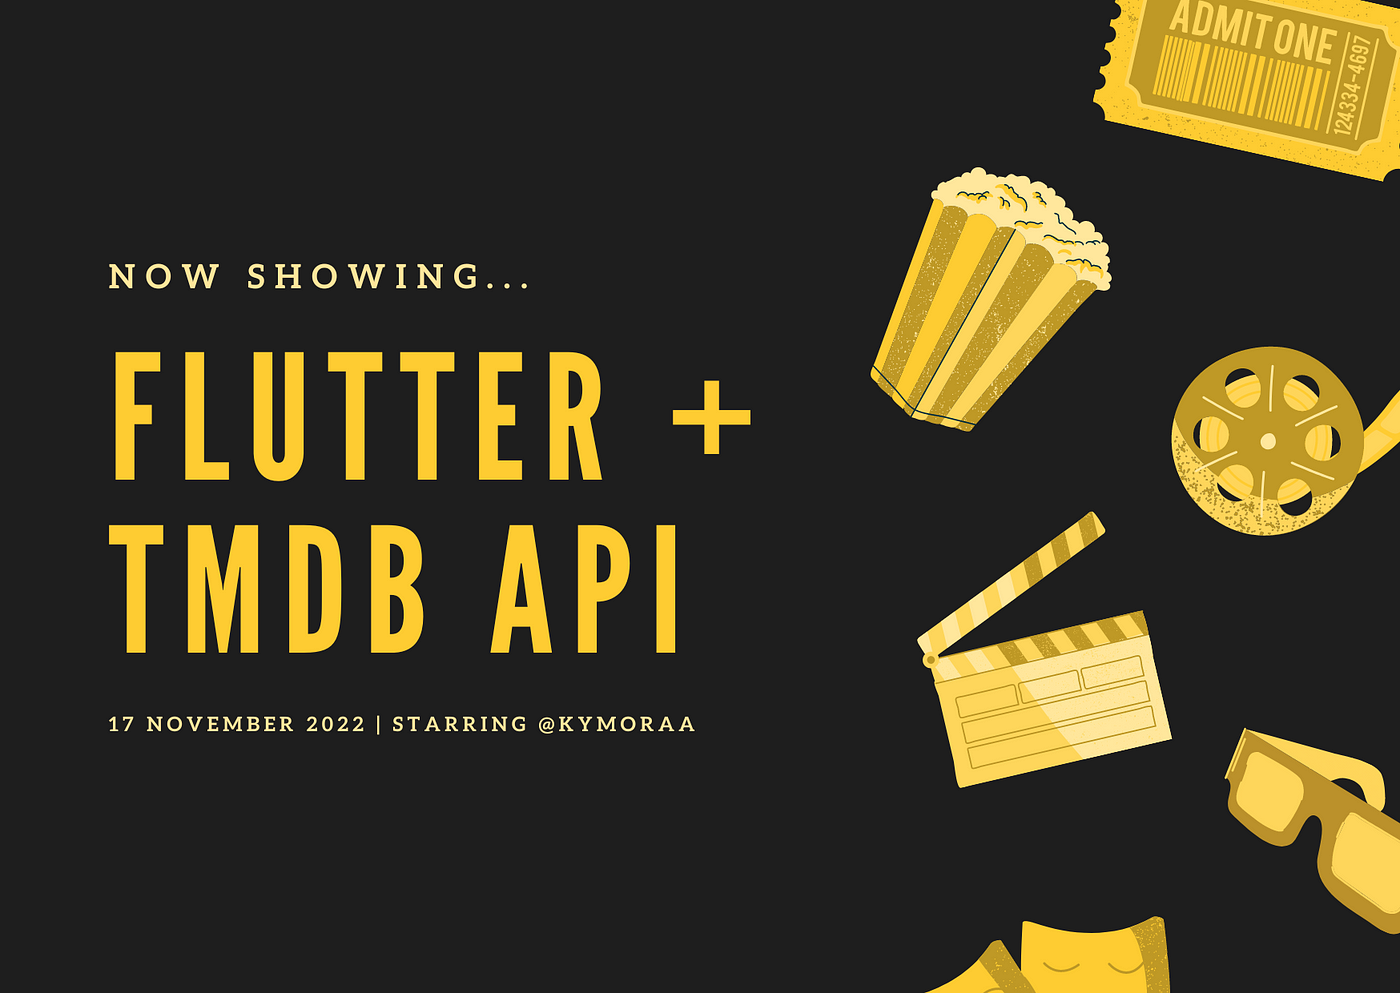 ADMIT ONE
124334-4697
NOW SHOWING...
FLUTTER +
TMDB API
17 NOVEMBER 2022 | STARRING @KYMORAA